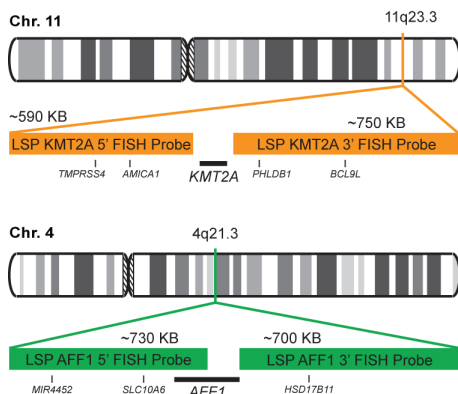 Chr. 11
11q23.3
~590 KB
~750 KB
LSP KMT2A 5' FISH Probe
LSP KMT2A 3' FISH Probe
TMPRSS4
AMICA1
KMT2A
PHLDB1
BCL9L
Chr. 4
4q21.3
~730 KB
~700 KB
LSP AFF1 5' FISH Probe
LSP AFF1 3' FISH Probe
MIR4452
SLC10A6
AFF1
HSD17B11